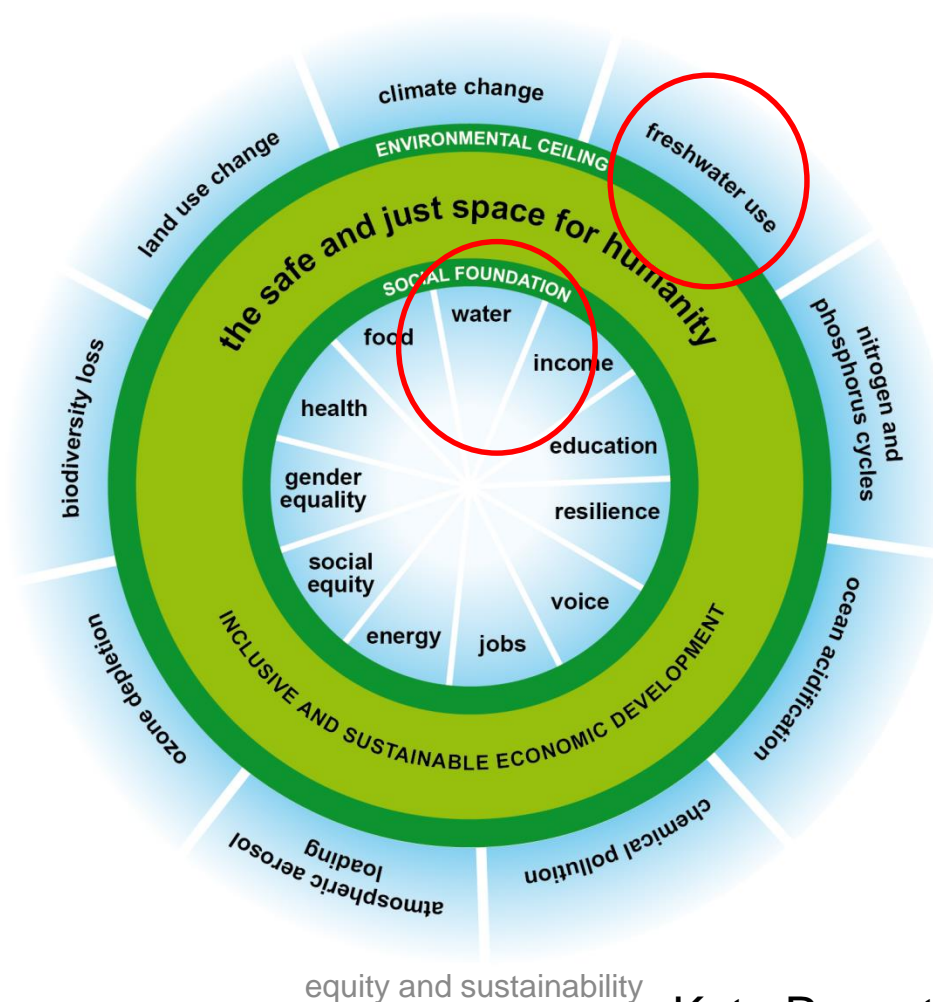 climate change
freshwater use
nitrogen and
phosphorus cycles
ocean acidification
chemical pollution
atmospheric aerosol
loading
ozone depletion
biodiversity loss
land use change
ENVIRONMENTAL CEILING
the safe and just space for humanity
SOCIAL FOUNDATION
water
income
education
resilience
voice
jobs
energy
social
equity
gender
equality
health
food
INCLUSIVE AND SUSTAINABLE ECONOMIC DEVELOPMENT
equity and sustainability